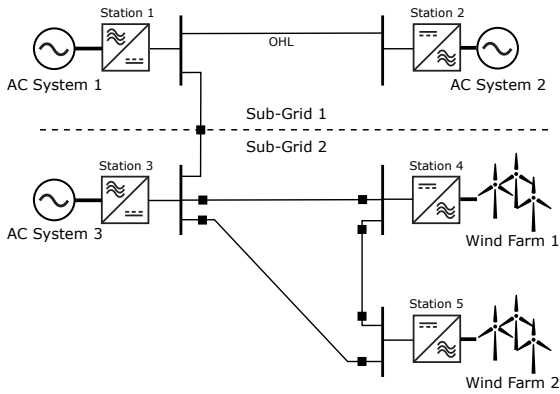 Station 1
Station 2
OHL
AC System 1
AC System 2
Sub-Grid 1
Sub-Grid 2
Station 3
Station 4
AC System 3
Wind Farm 1
Station 5
Wind Farm 2